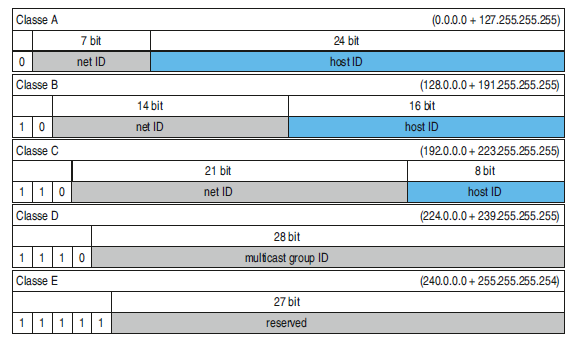 Classe A (0.0.0.0 + 127.255.255.255)
7 bit 24 bit
0 net ID host ID
Classe B (128.0.0.0 + 191.255.255.255)
14 bit 16 bit
1 0 net ID host ID
Classe C (192.0.0.0 + 223.255.255.255)
21 bit 8 bit
1 1 0 net ID host ID
Classe D (224.0.0.0 + 239.255.255.255)
28 bit
1 1 1 0 multicast group ID
Classe E (240.0.0.0 + 255.255.255.254)
27 bit
1 1 1 1 1 reserved